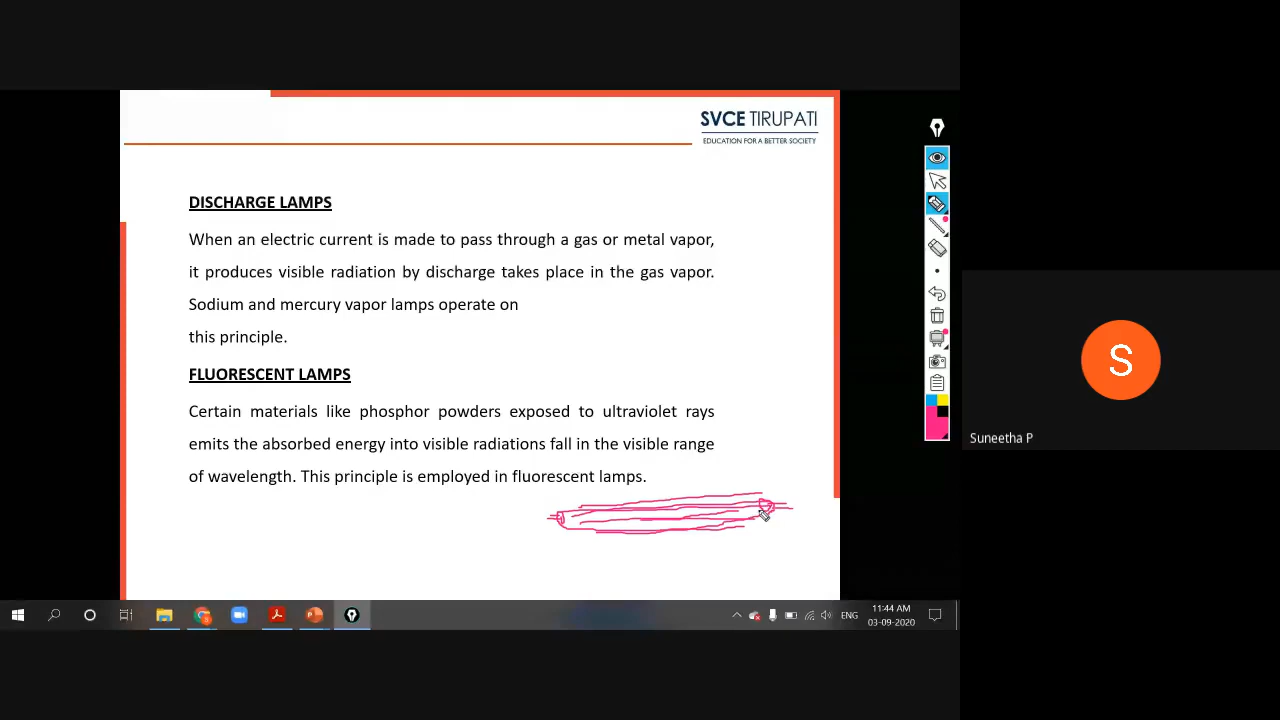 SVCE TIRUPATI
EDUCATION FOR A BETTER SOCIETY
DISCHARGE LAMPS
When an electric current is made to pass through a gas or metal vapor,
it produces visible radiation by discharge takes place in the gas vapor.
Sodium and mercury vapor lamps operate on
this principle.
FLUORESCENT LAMPS
Certain materials like phosphor powders exposed to ultraviolet rays
emits the absorbed energy into visible radiations fall in the visible range
of wavelength. This principle is employed in fluorescent lamps.
S
Suneetha P
ENG
11:44 AM
03-09-2020